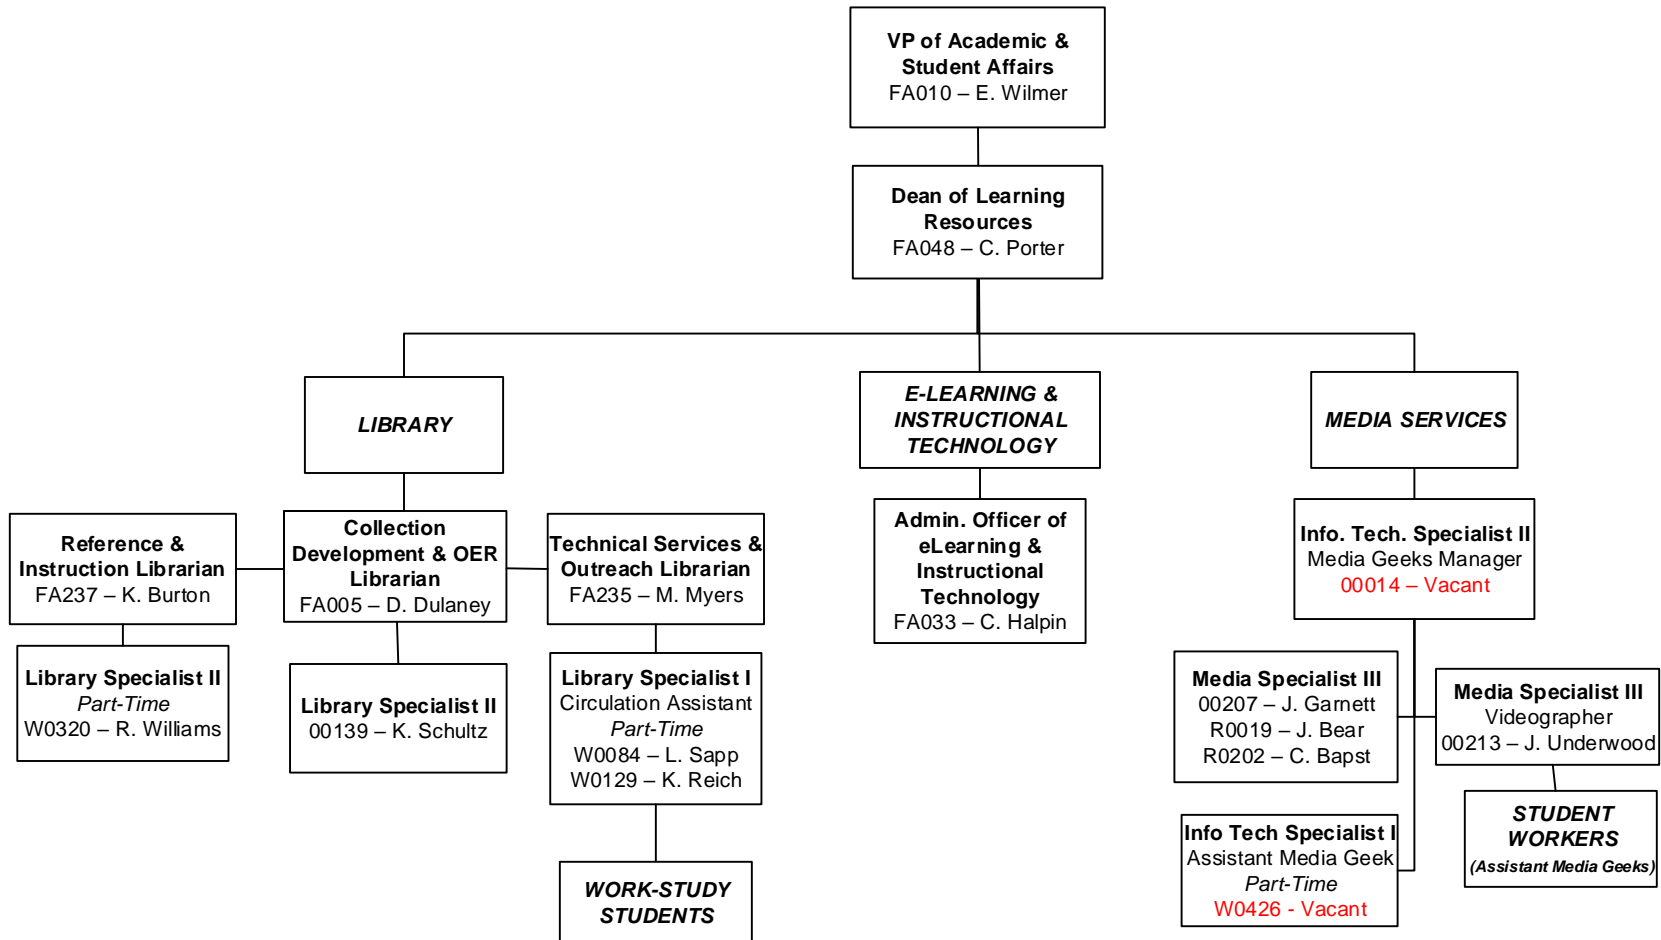 VP of Academic &
Student Affairs
FA010 – E. Wilmer
Dean of Learning
Resources
FA048 – C. Porter
LIBRARY
E-LEARNING &
INSTRUCTIONAL
TECHNOLOGY
MEDIA SERVICES
Reference &
Instruction Librarian
FA237 – K. Burton
Collection
Development & OER
Librarian
FA005 – D. Dulaney
Technical Services &
Outreach Librarian
FA235 – M. Myers
Admin. Officer of
eLearning &
Instructional
Technology
FA033 – C. Halpin
Info. Tech. Specialist II
Media Geeks Manager
00014 – Vacant
Library Specialist II
Part-Time
W0320 – R. Williams
Library Specialist II
00139 – K. Schultz
Library Specialist I
Circulation Assistant
Part-Time
W0084 – L. Sapp
W0129 – K. Reich
Media Specialist III
00207 – J. Garnett
R0019 – J. Bear
R0202 – C. Bapst
Media Specialist III
Videographer
00213 – J. Underwood
WORK-STUDY
STUDENTS
Info Tech Specialist I
Assistant Media Geek
Part-Time
W0426 - Vacant
STUDENT
WORKERS
(Assistant Media Geeks)